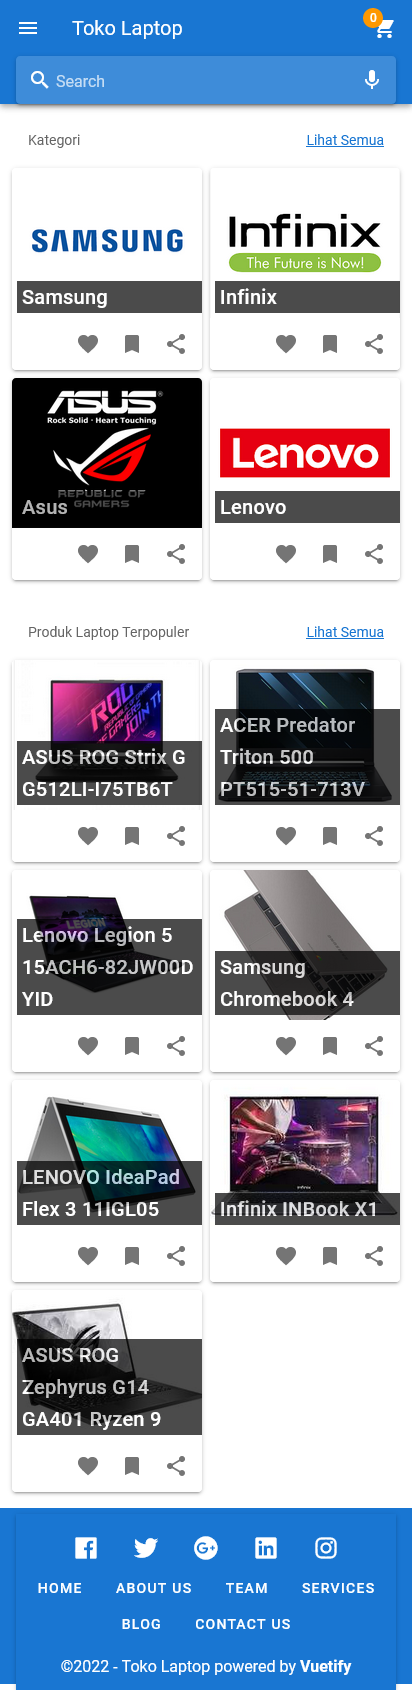 Toko Laptop
0
Search
Kategori
Lihat Semua
SAMSUNG
Samsung
Infinix
The Future is Now!
Infinix
ASUS
Rock Solid · Heart Touching
REPUBLIC OF
GAMERS
Asus
Lenovo
Lenovo
Produk Laptop Terpopuler
Lihat Semua
ROG
JOIN
ASUS ROG Strix G
G512LI-I75TB6T
ACER Predator
Triton 500
PT515-51-713V
LEGION
Lenovo Legion 5
15ACH6-82JW00D
YID
Samsung
Chromebook 4
LENOVO IdeaPad
Flex 3 11IGL05
Infinix INBook X1
ASUS ROG
Zephyrus G14
GA401 Ryzen 9
HOME
ABOUT US
TEAM
SERVICES
BLOG
CONTACT US
©2022 - Toko Laptop powered by Vuetify